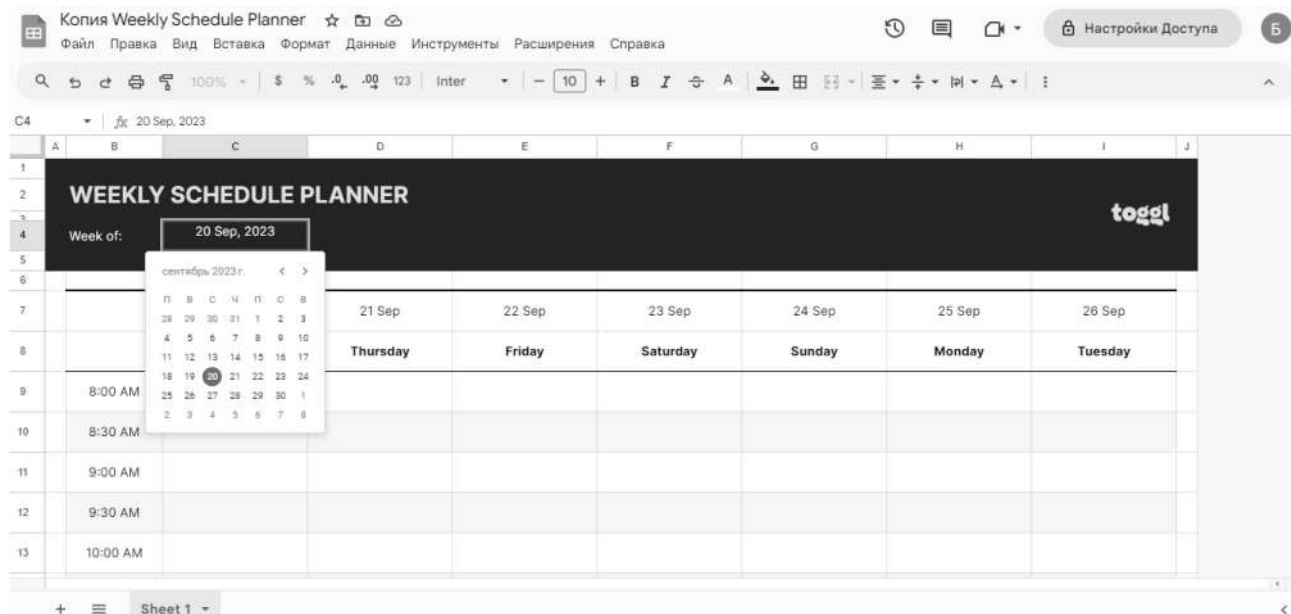 Копия Weekly Schedule Planner
Файл Правка Вид Вставка Формат Данные Инструменты Расширения Справка
Настройки Доступа
Б
100% $ % .0 .00 123 Inter 10 B I A
C4 fx 20 Sep, 2023
A B C D E F G H I J
1
2 WEEKLY SCHEDULE PLANNER
toggl
3
4 Week of: 20 Sep, 2023
5
сентябрь 2023 г.
6
П В С Ч П С В
28 29 30 31 1 2 3
7 21 Sep 22 Sep 23 Sep 24 Sep 25 Sep 26 Sep
4 5 6 7 8 9 10
8 Thursday Friday Saturday Sunday Monday Tuesday
11 12 13 14 15 16 17
18 19 20 21 22 23 24
9 8:00 AM
25 26 27 28 29 30 1
2 3 4 5 6 7 8
10 8:30 AM
11 9:00 AM
12 9:30 AM
13 10:00 AM
Sheet 1